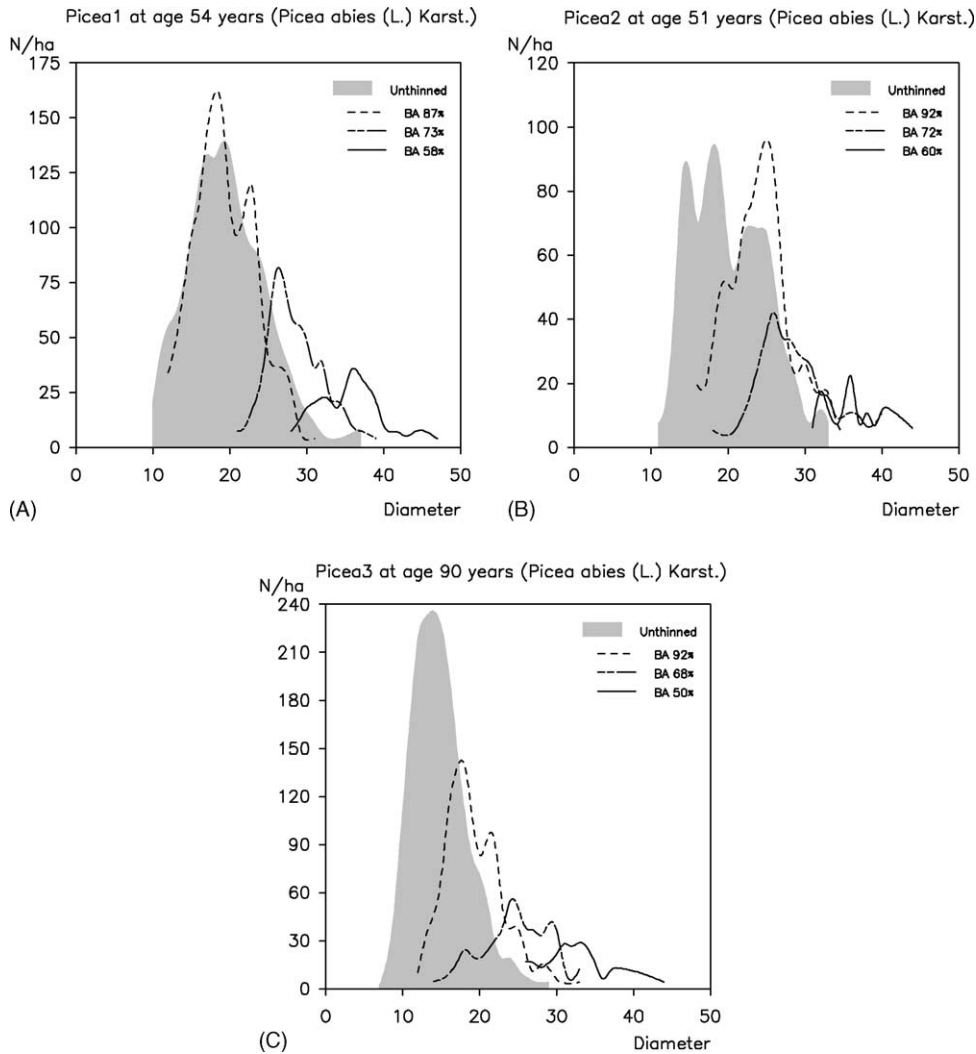 Picea1 at age 54 years (Picea abies (L.) Karst.)
N/ha
175
150
125
100
75
50
25
0
0 10 20 30 40 50
Diameter
Unthinned
BA 87%
BA 73%
BA 58%
(A)
Picea2 at age 51 years (Picea abies (L.) Karst.)
N/ha
120
100
80
60
40
20
0
0 10 20 30 40 50
Diameter
Unthinned
BA 92%
BA 72%
BA 60%
(B)
Picea3 at age 90 years (Picea abies (L.) Karst.)
N/ha
240
210
180
150
120
90
60
30
0
0 10 20 30 40 50
Diameter
Unthinned
BA 92%
BA 68%
BA 50%
(C)